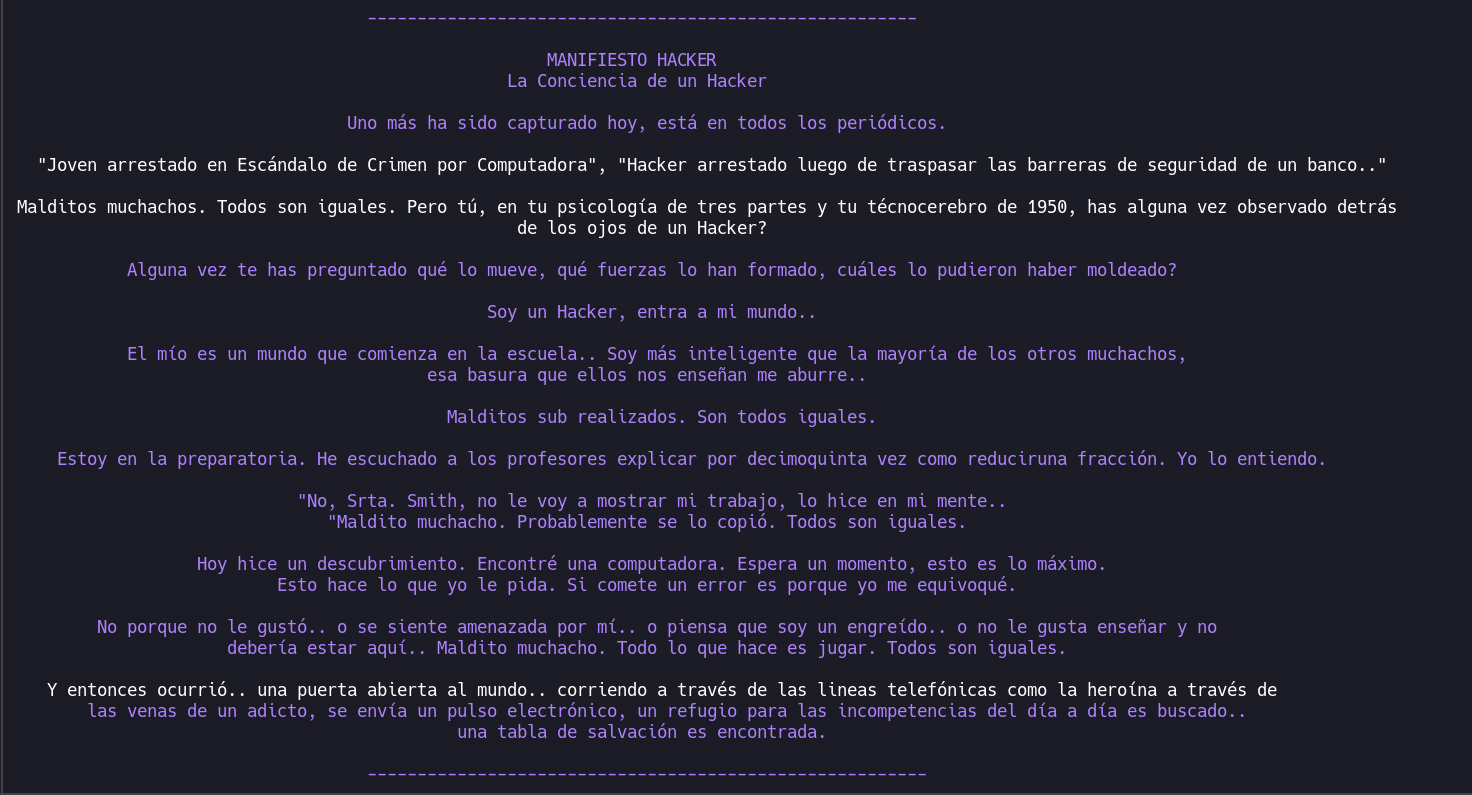 -------------------------------------------------------
MANIFIESTO HACKER
La Conciencia de un Hacker
Uno más ha sido capturado hoy, está en todos los periódicos.
"Joven arrestado en Escándalo de Crimen por Computadora", "Hacker arrestado luego de traspasar las barreras de seguridad de un banco.."
Malditos muchachos. Todos son iguales. Pero tú, en tu psicología de tres partes y tu técnocerebro de 1950, has alguna vez observado detrás
de los ojos de un Hacker?
Alguna vez te has preguntado qué lo mueve, qué fuerzas lo han formado, cuáles lo pudieron haber moldeado?
Soy un Hacker, entra a mi mundo..
El mío es un mundo que comienza en la escuela.. Soy más inteligente que la mayoría de los otros muchachos,
esa basura que ellos nos enseñan me aburre..
Malditos sub realizados. Son todos iguales.
Estoy en la preparatoria. He escuchado a los profesores explicar por decimoquinta vez como reduciruna fracción. Yo lo entiendo.
"No, Srta. Smith, no le voy a mostrar mi trabajo, lo hice en mi mente..
"Maldito muchacho. Probablemente se lo copió. Todos son iguales.
Hoy hice un descubrimiento. Encontré una computadora. Espera un momento, esto es lo máximo.
Esto hace lo que yo le pida. Si comete un error es porque yo me equivoqué.
No porque no le gustó.. o se siente amenazada por mí.. o piensa que soy un engreído.. o no le gusta enseñar y no
debería estar aquí.. Maldito muchacho. Todo lo que hace es jugar. Todos son iguales.
Y entonces ocurrió.. una puerta abierta al mundo.. corriendo a través de las lineas telefónicas como la heroína a través de
las venas de un adicto, se envía un pulso electrónico, un refugio para las incompetencias del día a día es buscado..
una tabla de salvación es encontrada.
--------------------------------------------------------